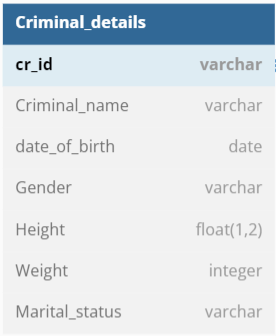 Criminal_details
cr_id varchar
Criminal_name varchar
date_of_birth date
Gender varchar
Height float(1,2)
Weight integer
Marital_status varchar